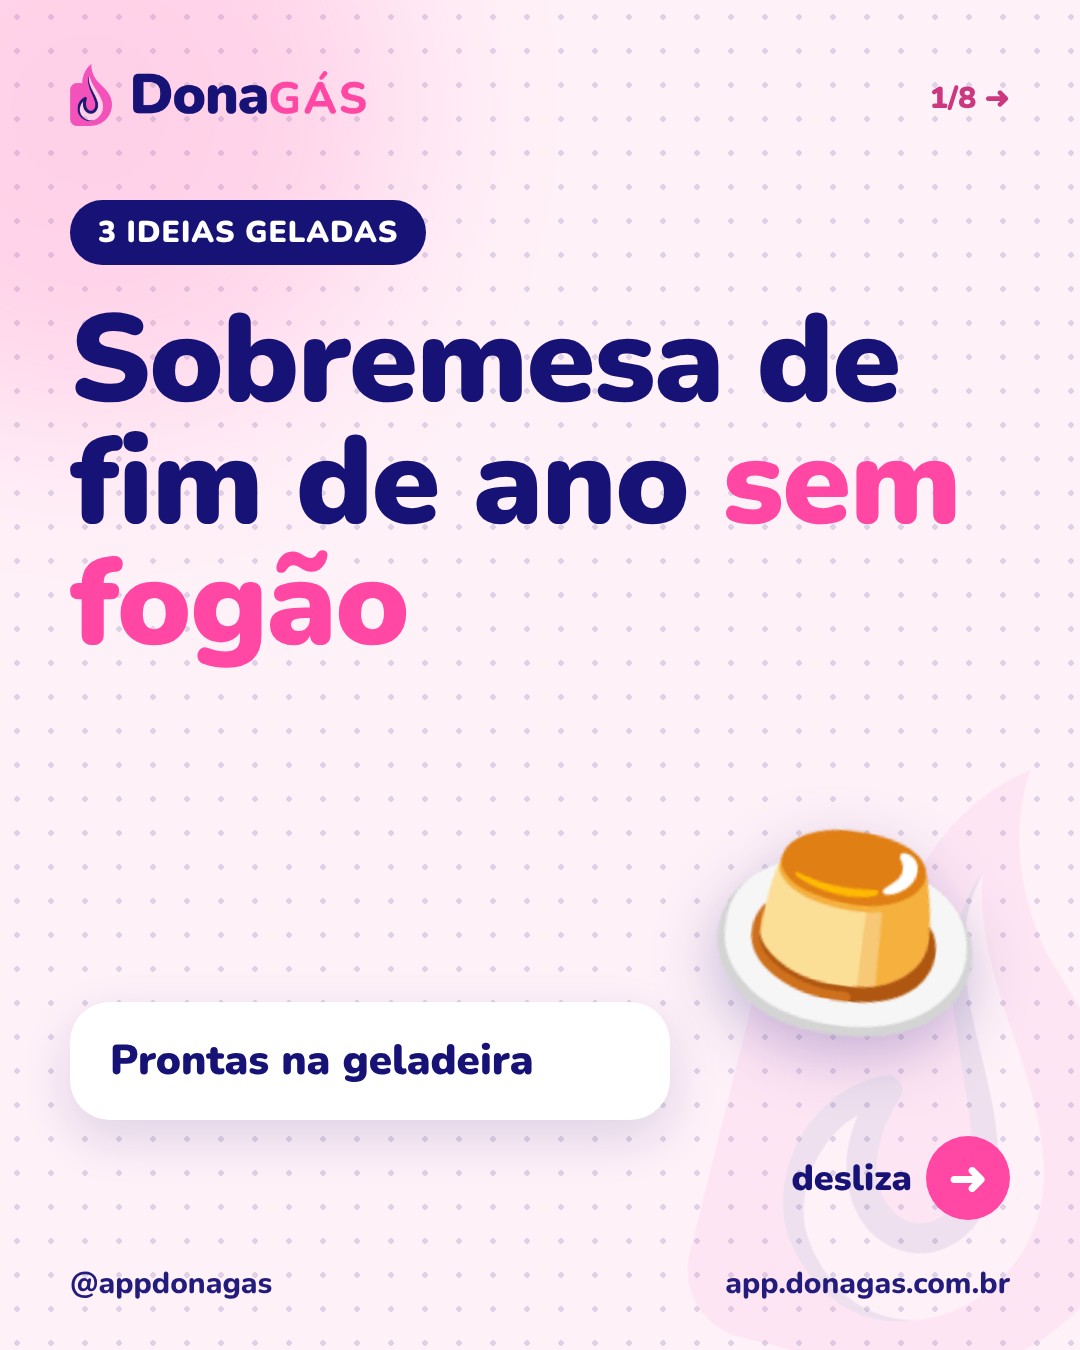 DonaGÁS
1/8 →
3 IDEIAS GELADAS
Sobremesa de
fim de ano sem
fogão
Prontas na geladeira
desliza →
@appdonagas
app.donagas.com.br